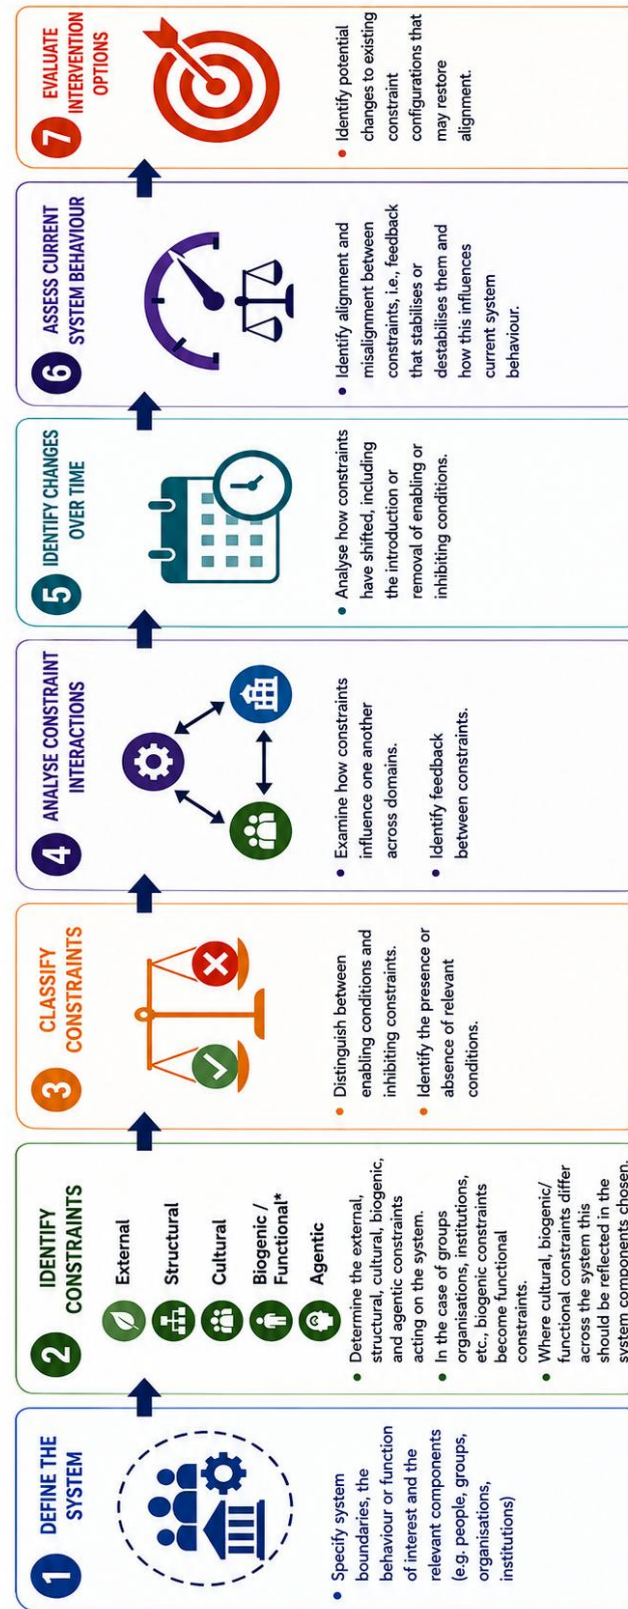 1
DEFINE THE
SYSTEM
• Specify system
boundaries, the
behaviour or function
of interest and the
relevant components
(e.g. people, groups,
organisations,
institutions)
2
IDENTIFY
CONSTRAINTS
External
Structural
Cultural
Biogenic /
Functional*
Agentic
• Determine the external,
structural, cultural, biogenic,
and agentic constraints
acting on the system.
• In the case of groups
organisations, institutions,
etc., biogenic constraints
become functional
constraints.
• Where cultural, biogenic/
functional constraints differ
across the system this
should be reflected in the
system components chosen.
3
CLASSIFY
CONSTRAINTS
• Distinguish between
enabling conditions and
inhibiting constraints.
• Identify the presence or
absence of relevant
conditions.
4
ANALYSE CONSTRAINT
INTERACTIONS
• Examine how constraints
influence one another
across domains.
• Identify feedback
between constraints.
5
IDENTIFY CHANGES
OVER TIME
• Analyse how constraints
have shifted, including
the introduction or
removal of enabling or
inhibiting conditions.
6
ASSESS CURRENT
SYSTEM BEHAVIOUR
• Identify alignment and
misalignment between
constraints, i.e., feedback
that stabilises or
destabilises them and
how this influences
current system
behaviour.
7
EVALUATE
INTERVENTION
OPTIONS
• Identify potential
changes to existing
constraint
configurations that
may restore
alignment.